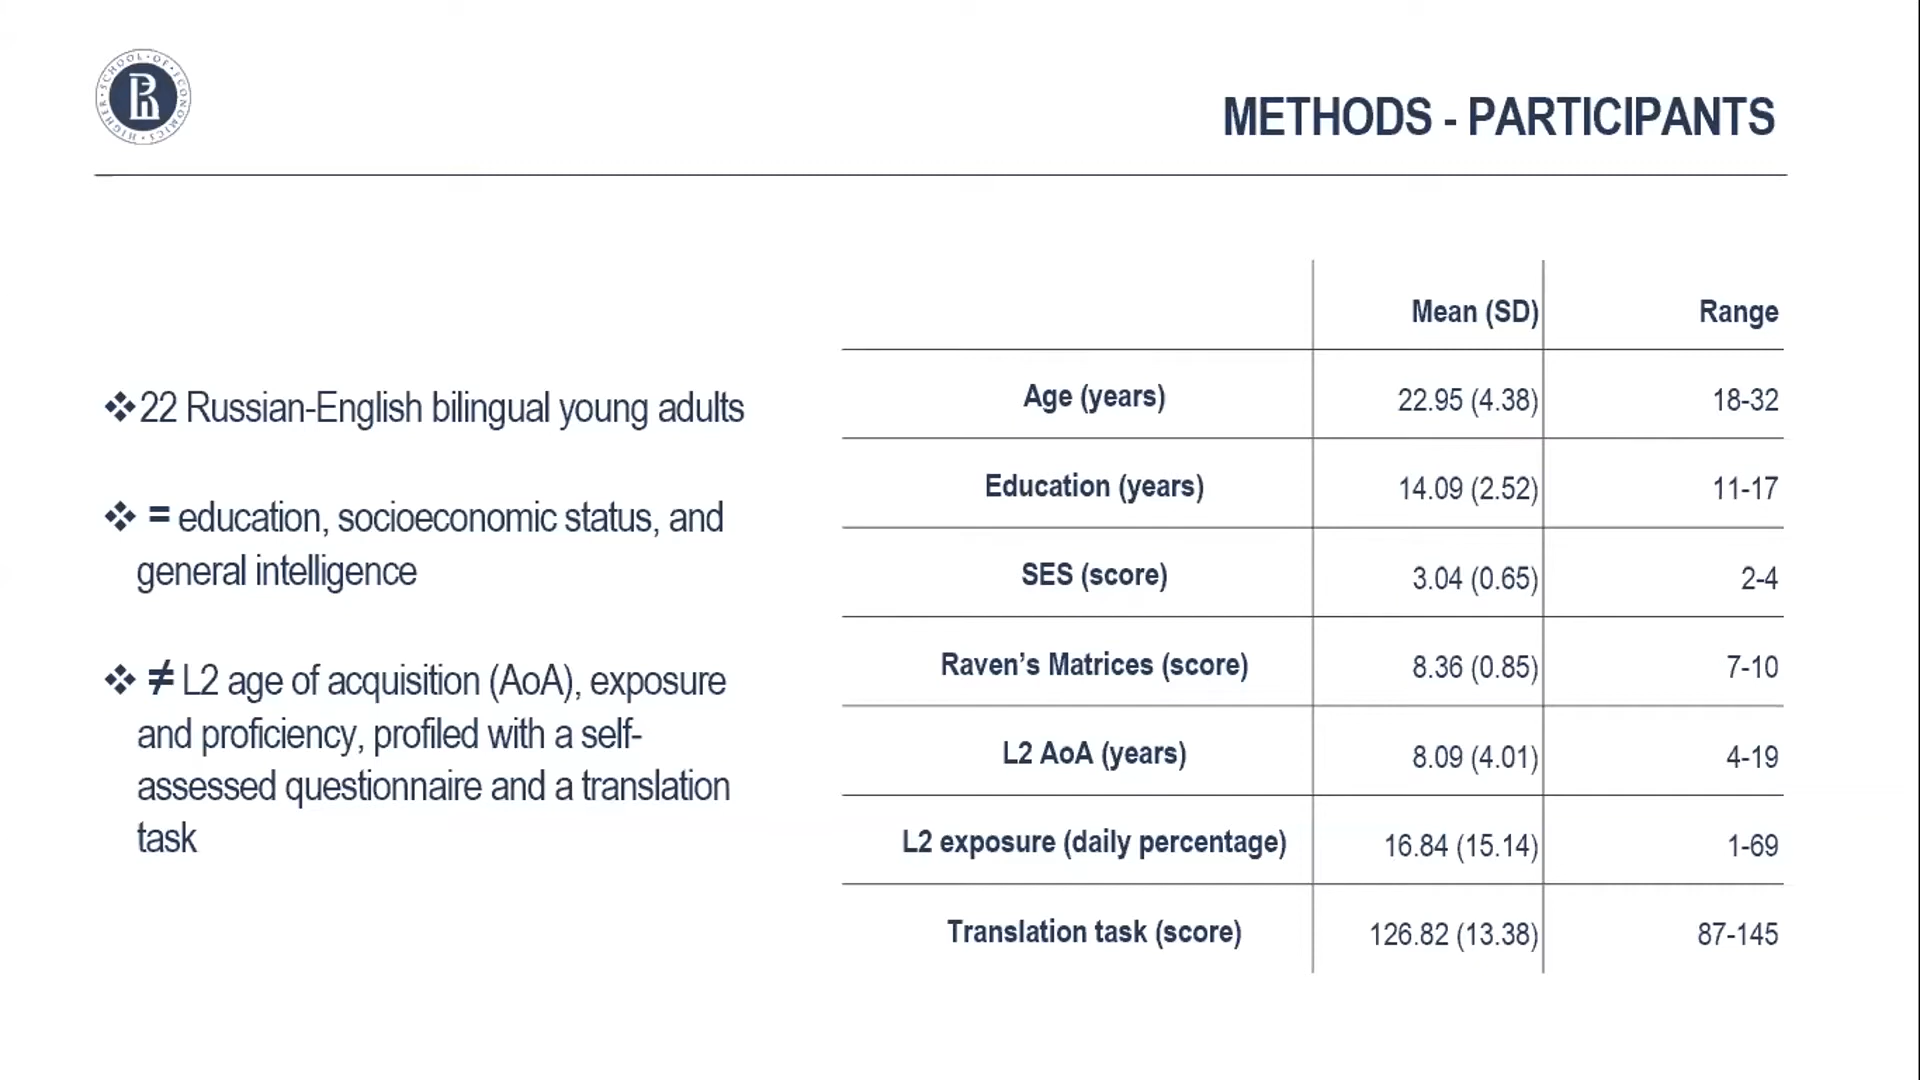 HIGHER · SCHOOL · OF · ECONOMICS ·
METHODS - PARTICIPANTS
❖22 Russian-English bilingual young adults
❖ = education, socioeconomic status, and
general intelligence
❖ ≠ L2 age of acquisition (AoA), exposure
and proficiency, profiled with a self-
assessed questionnaire and a translation
task
Mean (SD) Range
Age (years) 22.95 (4.38) 18-32
Education (years) 14.09 (2.52) 11-17
SES (score) 3.04 (0.65) 2-4
Raven’s Matrices (score) 8.36 (0.85) 7-10
L2 AoA (years) 8.09 (4.01) 4-19
L2 exposure (daily percentage) 16.84 (15.14) 1-69
Translation task (score) 126.82 (13.38) 87-145